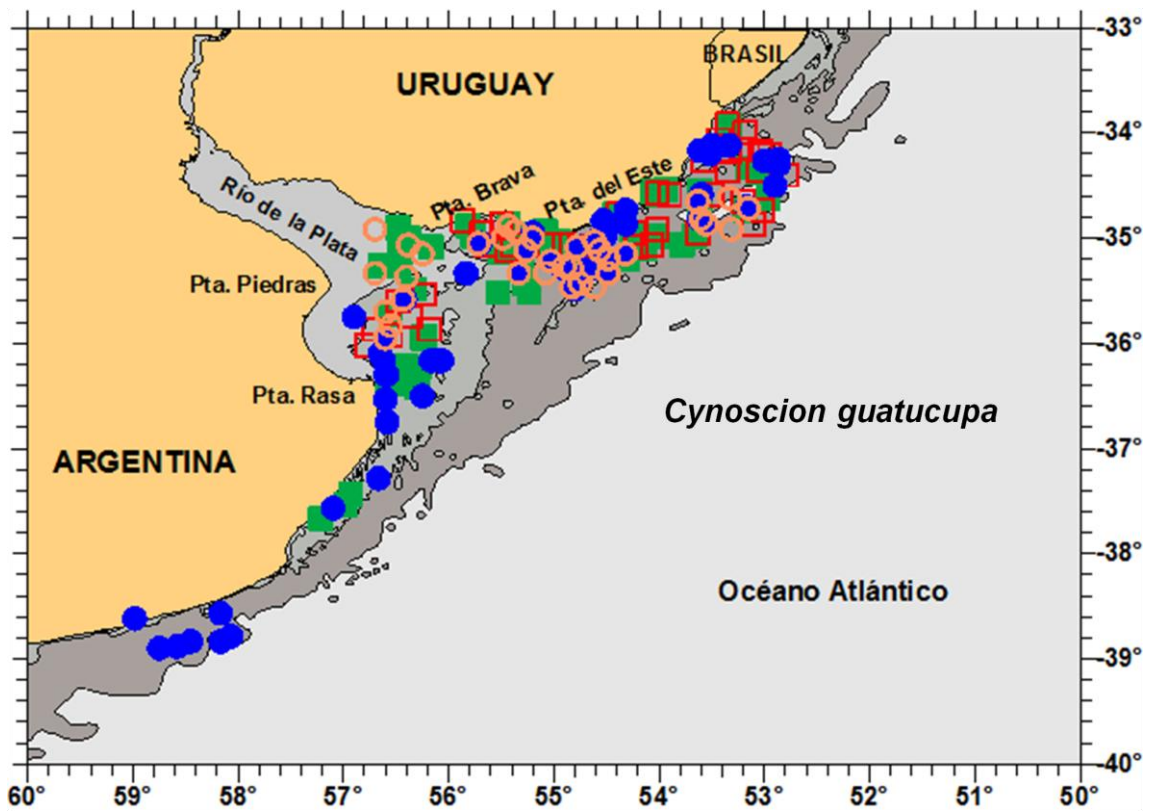 -33°
BRASIL
URUGUAY
-34°
Pta. Brava
Pta. del Este
Río de la Plata
-35°
Pta. Piedras
-36°
Pta. Rasa
Cynoscion guatucupa
-37°
ARGENTINA
-38°
Océano Atlántico
-39°
-40°
60° 59° 58° 57° 56° 55° 54° 53° 52° 51° 50°